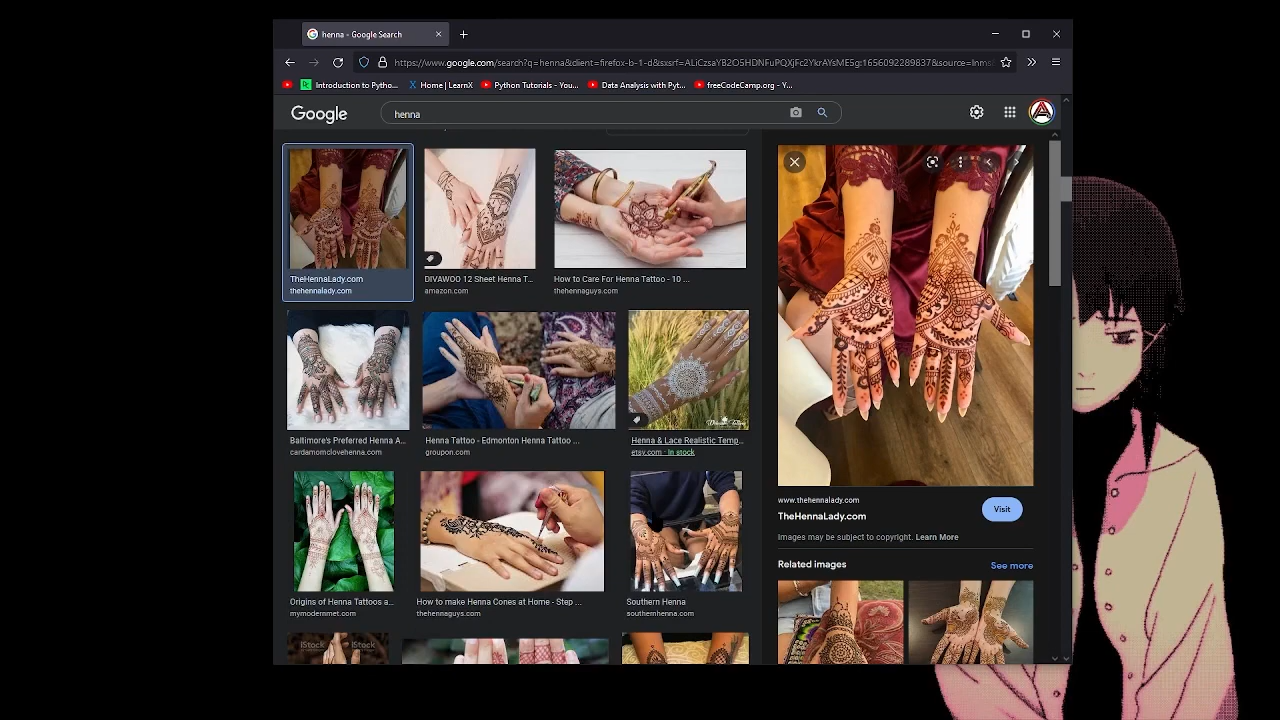 henna - Google Search
https://www.google.com/search?q=henna&client=firefox-b-1-d&sxsrf=ALiCzsaYB2O5HDNFuPQXjFc2YkrAYsME5g:1656092289837&source=lnms
Introduction to Pytho...
Home | LearnX
Python Tutorials - You...
Data Analysis with Pyt...
freeCodeCamp.org - Y...
Google
henna
TheHennaLady.com
thehennalady.com
DIVAWOO 12 Sheet Henna T...
amazon.com
How to Care For Henna Tattoo - 10 ...
thehennaguys.com
Baltimore's Preferred Henna A...
cardamomclovehenna.com
Henna Tattoo - Edmonton Henna Tattoo ...
groupon.com
Henna & Lace Realistic Temp...
etsy.com · In stock
Origins of Henna Tattoos a...
mymodernmet.com
How to make Henna Cones at Home - Step ...
thehennaguys.com
Southern Henna
southernhenna.com
iStock
iStock
www.thehennalady.com
TheHennaLady.com
Visit
Images may be subject to copyright. Learn More
Related images
See more